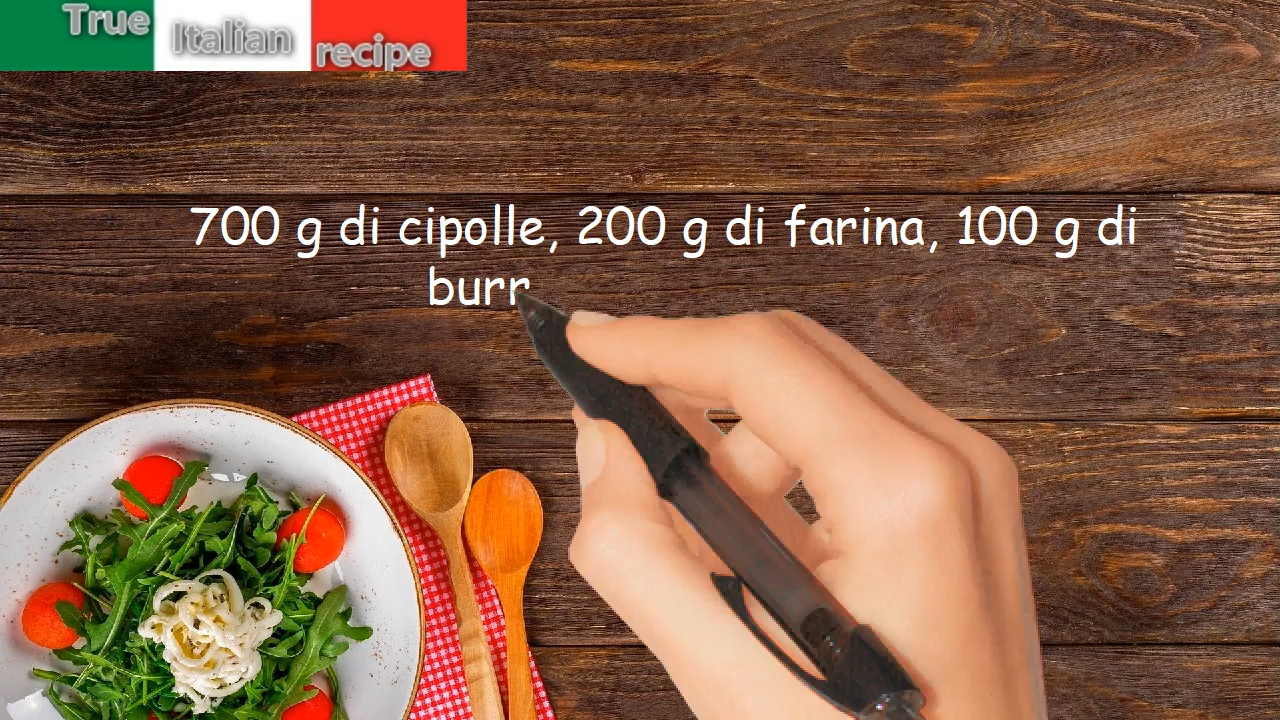 True Italian recipe
700 g di cipolle, 200 g di farina, 100 g di
burr